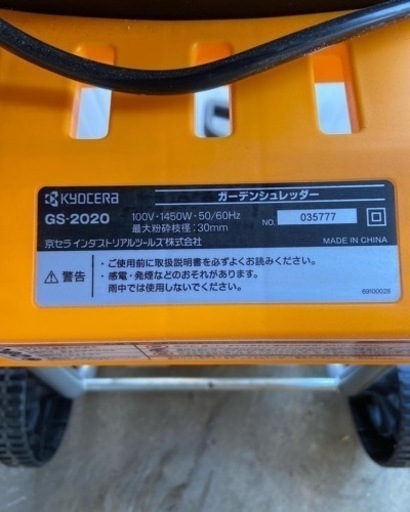 KYOCERA
ガーデンシュレッダー
GS-2020
100V・1450W・50/60Hz
最大粉砕枝径:30mm
NO. 035777
京セラインダストリアルツールズ株式会社
MADE IN CHINA
警告
・ご使用前に取扱説明書を必ずよくお読みください。
・感電・発煙などのおそれがあります。
雨中では使用しないでください。
69100028